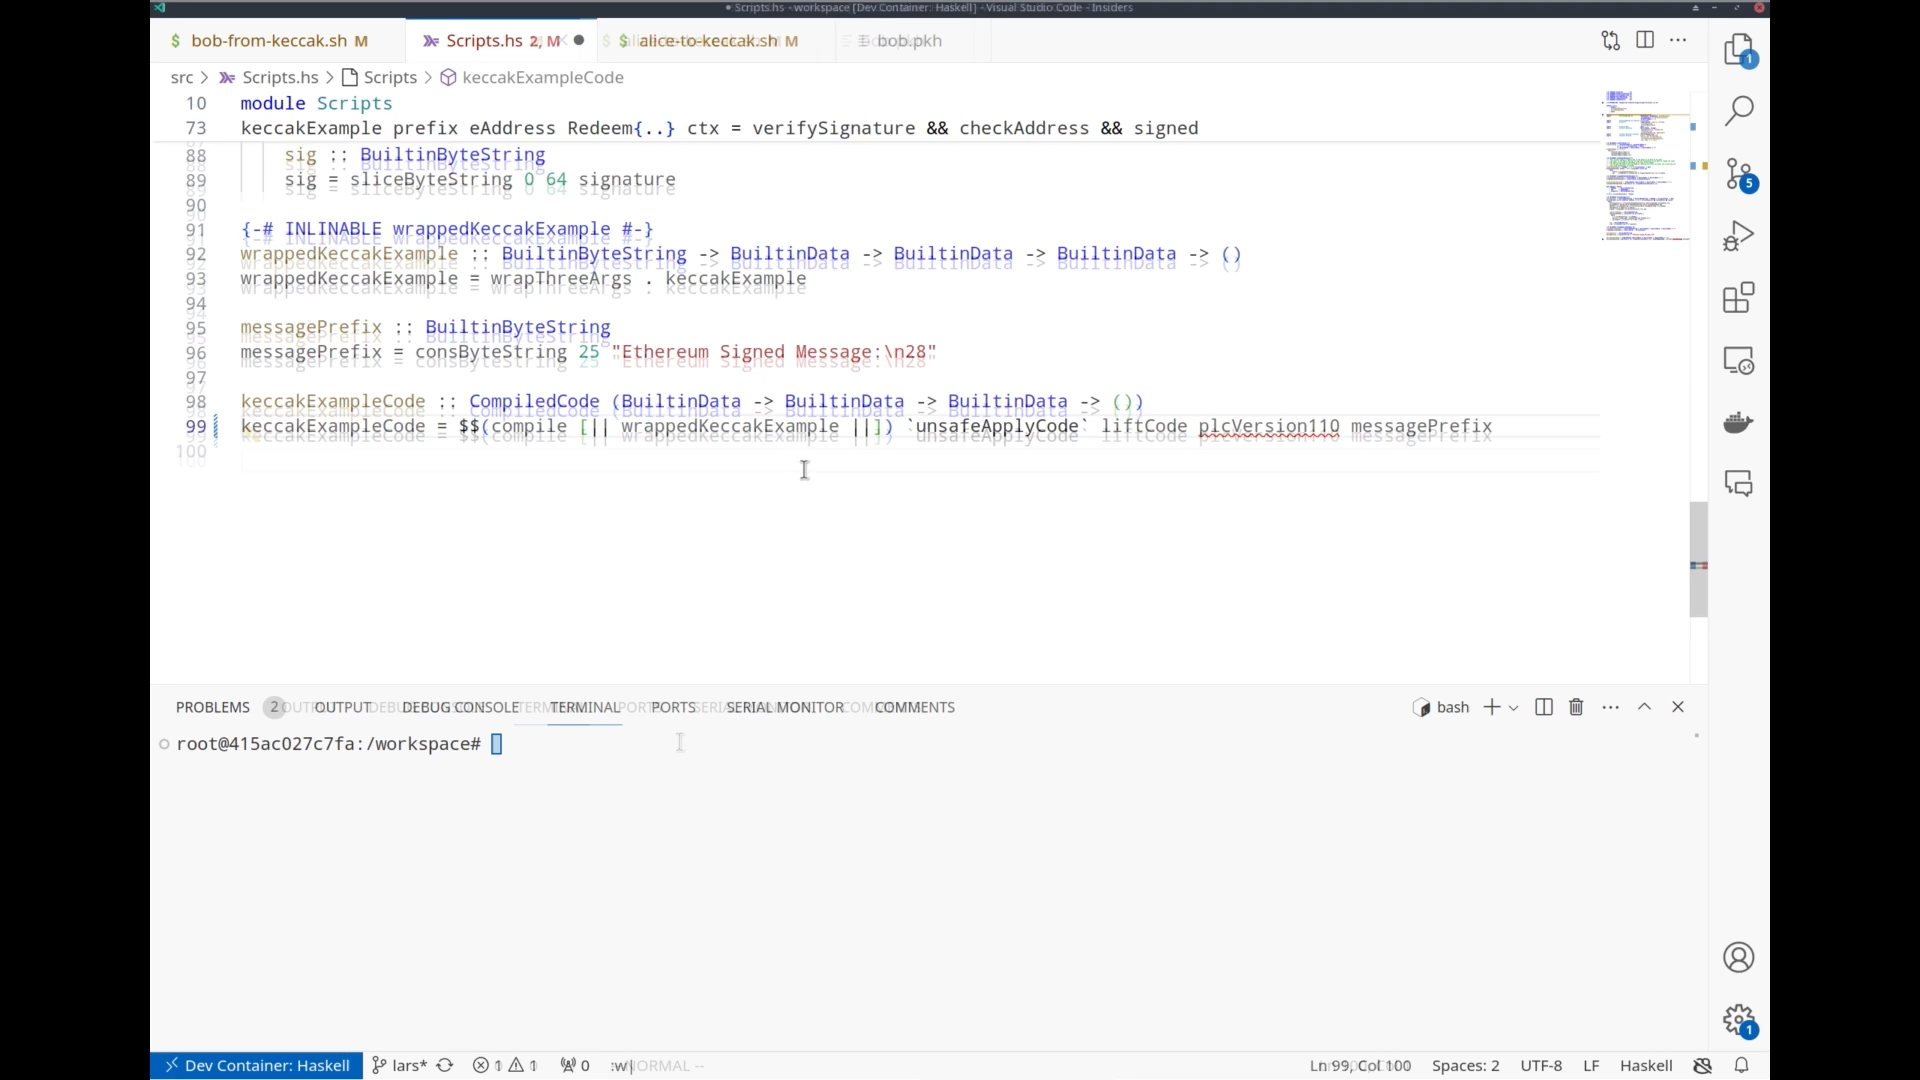 Scripts.hs - workspace [Dev Container: Haskell] - Visual Studio Code - Insiders
$ bob-from-keccak.sh M
Scripts.hs 2, M
$ alice-to-keccak.sh M
bob.pkh
src > Scripts.hs > Scripts > keccakExampleCode
10 module Scripts
73 keccakExample prefix eAddress Redeem{..} ctx = verifySignature && checkAddress && signed
88 sig :: BuiltinByteString
89 sig = sliceByteString 0 64 signature
90
91 {-# INLINABLE wrappedKeccakExample #-}
92 wrappedKeccakExample :: BuiltinByteString -> BuiltinData -> BuiltinData -> BuiltinData -> ()
93 wrappedKeccakExample = wrapThreeArgs . keccakExample
94
95 messagePrefix :: BuiltinByteString
96 messagePrefix = consByteString 25 "Ethereum Signed Message:\n28"
97
98 keccakExampleCode :: CompiledCode (BuiltinData -> BuiltinData -> BuiltinData -> ())
99 keccakExampleCode = $$(compile [|| wrappedKeccakExample ||]) `unsafeApplyCode` liftCode plcVersion110 messagePrefix
100
1
5
PROBLEMS 2 OUTPUT DEBUG CONSOLE TERMINAL PORTS SERIAL MONITOR COMMENTS
bash
root@415ac027c7fa:/workspace#
1
Dev Container: Haskell lars* 1 1 0 :w
Ln 99, Col 100 Spaces: 2 UTF-8 LF Haskell